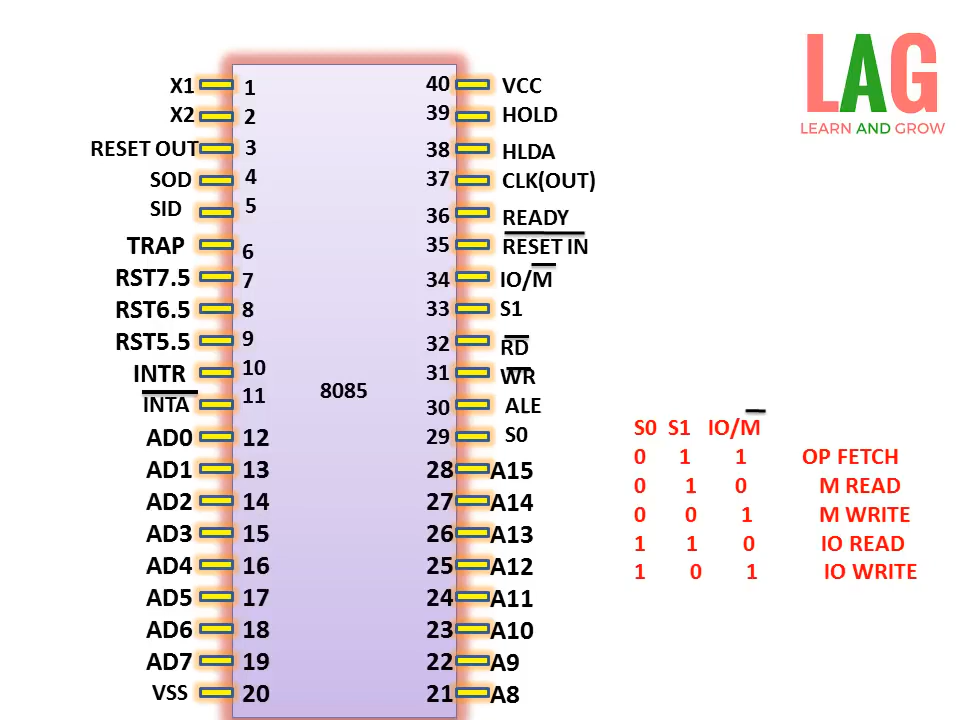 LAG
LEARN AND GROW
X1 1 40 VCC
X2 2 39 HOLD
RESET OUT 3 38 HLDA
SOD 4 37 CLK(OUT)
SID 5 36 READY
TRAP 6 35 RESET IN
RST7.5 7 34 IO/M
RST6.5 8 33 S1
RST5.5 9 32 RD
INTR 10 31 WR
8085
INTA 11 30 ALE
AD0 12 29 S0
AD1 13 28 A15
AD2 14 27 A14
AD3 15 26 A13
AD4 16 25 A12
AD5 17 24 A11
AD6 18 23 A10
AD7 19 22 A9
VSS 20 21 A8
S0 S1 IO/M
0 1 1 OP FETCH
0 1 0 M READ
0 0 1 M WRITE
1 1 0 IO READ
1 0 1 IO WRITE